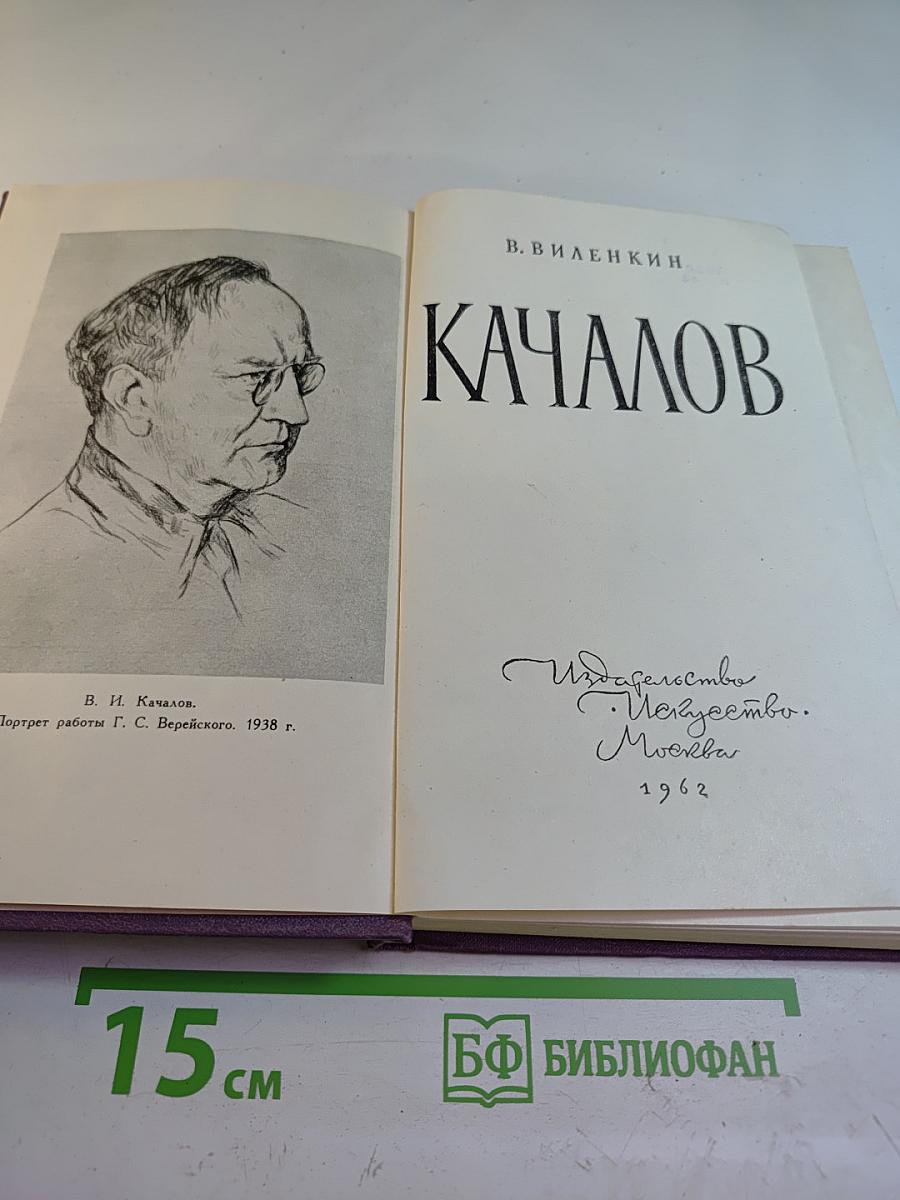 В. И. Качалов.
Портрет работы Г. С. Верейского. 1938 г.
В. ВИЛЕНКИН
КАЧАЛОВ
Издательство
·Искусство·
Москва
1962
15 см
БФ БИБЛИОФАН